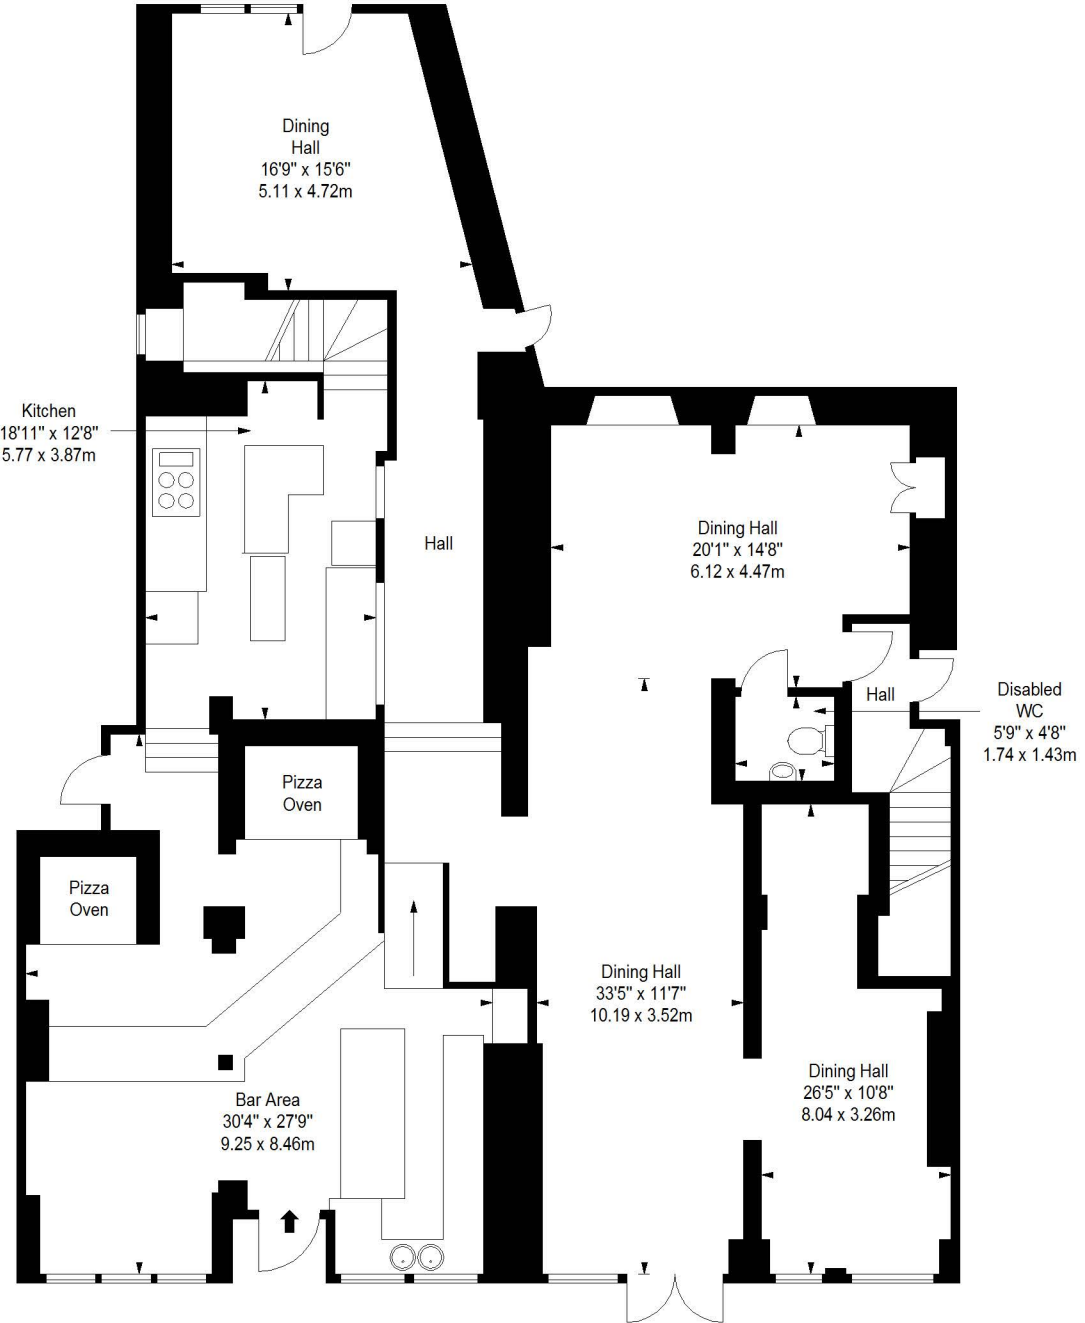 Dining
Hall
16'9" x 15'6"
5.11 x 4.72m
Kitchen
18'11" x 12'8"
5.77 x 3.87m
Hall
Dining Hall
20'1" x 14'8"
6.12 x 4.47m
Hall
Disabled
WC
5'9" x 4'8"
1.74 x 1.43m
Pizza
Oven
Pizza
Oven
Dining Hall
33'5" x 11'7"
10.19 x 3.52m
Dining Hall
26'5" x 10'8"
8.04 x 3.26m
Bar Area
30'4" x 27'9"
9.25 x 8.46m